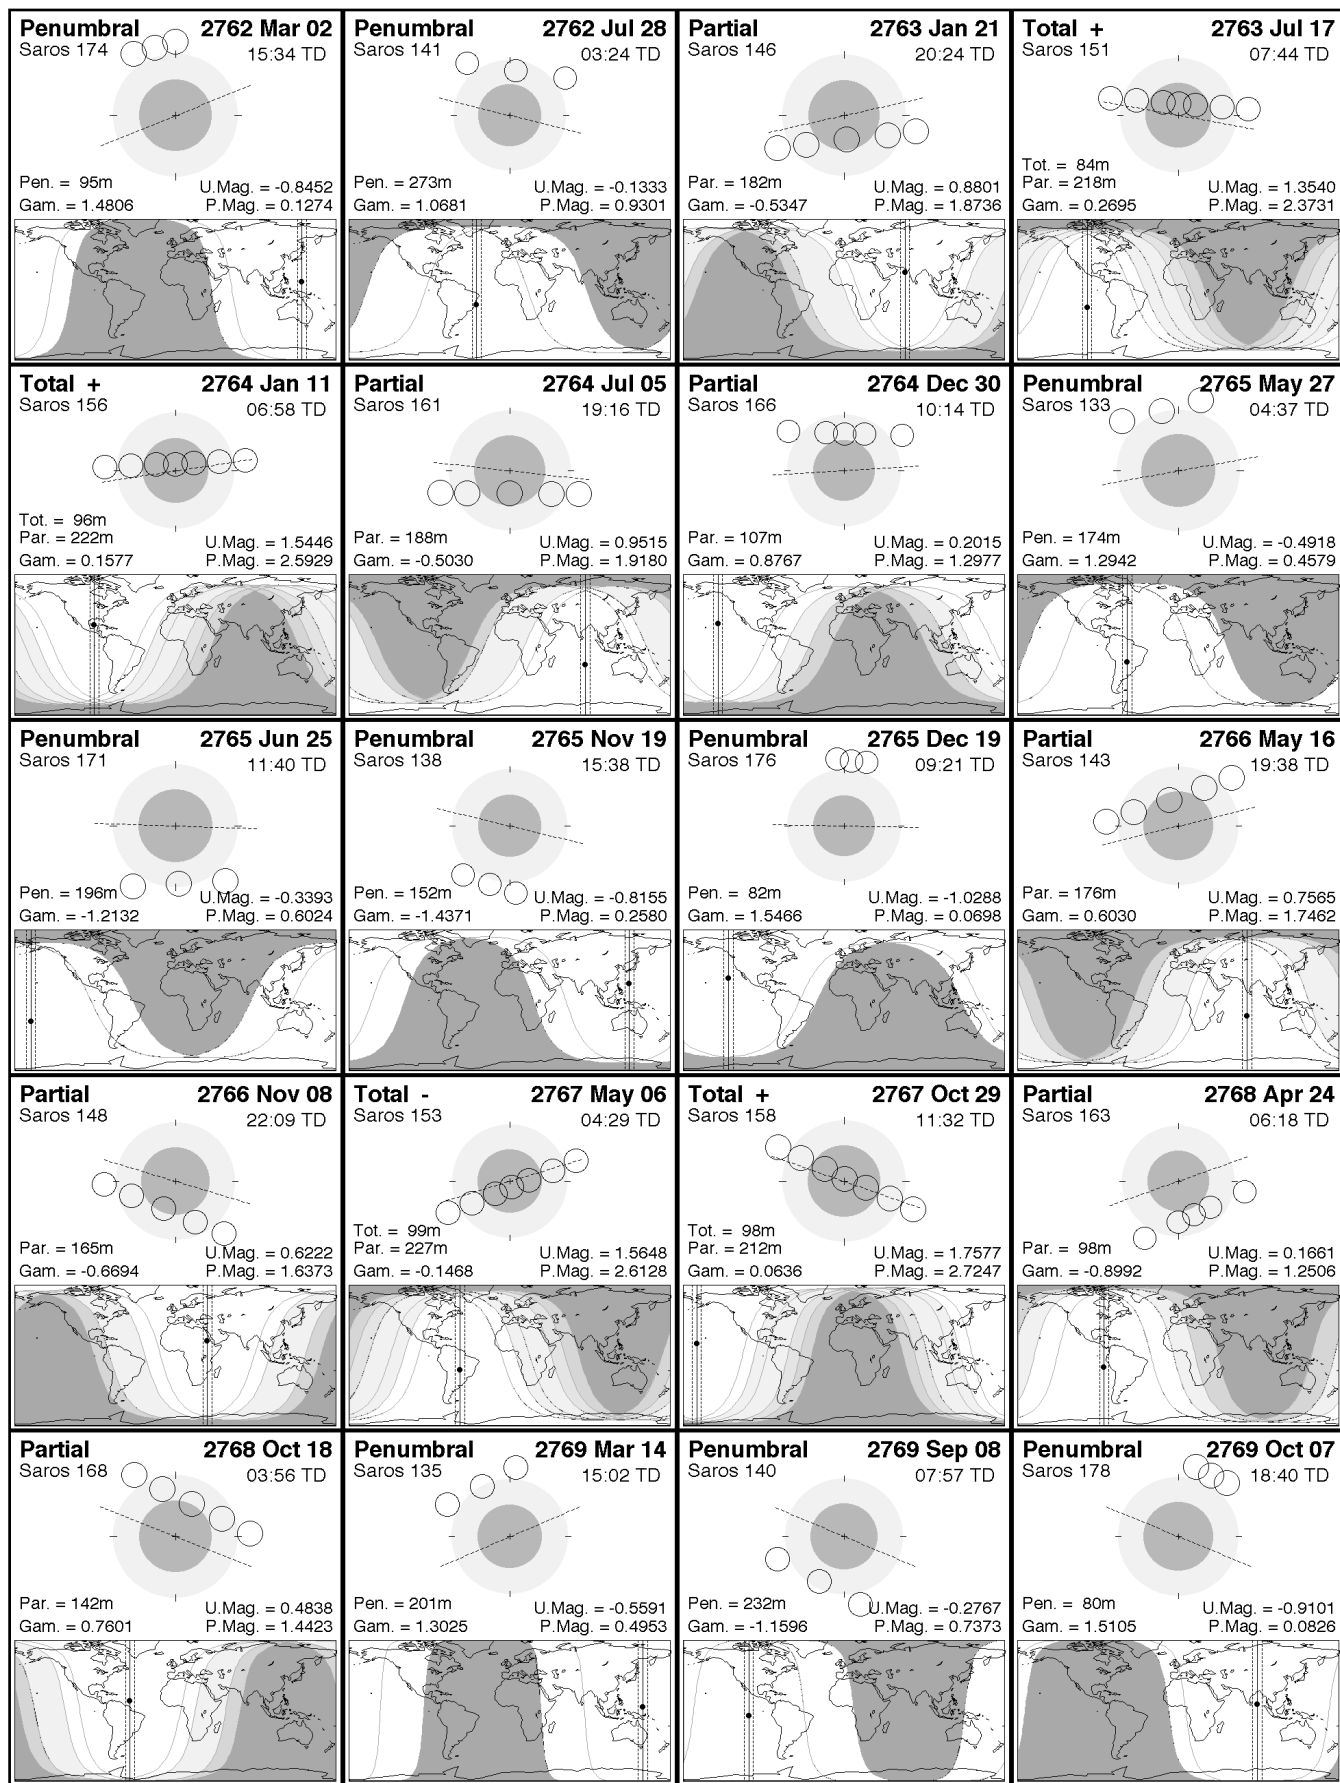 Penumbral 2762 Mar 02
Saros 174 15:34 TD
Pen. = 95m U.Mag. = -0.8452
Gam. = 1.4806 P.Mag. = 0.1274
Penumbral 2762 Jul 28
Saros 141 03:24 TD
Pen. = 273m U.Mag. = -0.1333
Gam. = 1.0681 P.Mag. = 0.9301
Partial 2763 Jan 21
Saros 146 20:24 TD
Par. = 182m U.Mag. = 0.8801
Gam. = -0.5347 P.Mag. = 1.8736
Total + 2763 Jul 17
Saros 151 07:44 TD
Tot. = 84m
Par. = 218m U.Mag. = 1.3540
Gam. = 0.2695 P.Mag. = 2.3731
Total + 2764 Jan 11
Saros 156 06:58 TD
Tot. = 96m
Par. = 222m U.Mag. = 1.5446
Gam. = 0.1577 P.Mag. = 2.5929
Partial 2764 Jul 05
Saros 161 19:16 TD
Par. = 188m U.Mag. = 0.9515
Gam. = -0.5030 P.Mag. = 1.9180
Partial 2764 Dec 30
Saros 166 10:14 TD
Par. = 107m U.Mag. = 0.2015
Gam. = 0.8767 P.Mag. = 1.2977
Penumbral 2765 May 27
Saros 133 04:37 TD
Pen. = 174m U.Mag. = -0.4918
Gam. = 1.2942 P.Mag. = 0.4579
Penumbral 2765 Jun 25
Saros 171 11:40 TD
Pen. = 196m U.Mag. = -0.3393
Gam. = -1.2132 P.Mag. = 0.6024
Penumbral 2765 Nov 19
Saros 138 15:38 TD
Pen. = 152m U.Mag. = -0.8155
Gam. = -1.4371 P.Mag. = 0.2580
Penumbral 2765 Dec 19
Saros 176 09:21 TD
Pen. = 82m U.Mag. = -1.0288
Gam. = 1.5466 P.Mag. = 0.0698
Partial 2766 May 16
Saros 143 19:38 TD
Par. = 176m U.Mag. = 0.7565
Gam. = 0.6030 P.Mag. = 1.7462
Partial 2766 Nov 08
Saros 148 22:09 TD
Par. = 165m U.Mag. = 0.6222
Gam. = -0.6694 P.Mag. = 1.6373
Total - 2767 May 06
Saros 153 04:29 TD
Tot. = 99m
Par. = 227m U.Mag. = 1.5648
Gam. = -0.1468 P.Mag. = 2.6128
Total + 2767 Oct 29
Saros 158 11:32 TD
Tot. = 98m
Par. = 212m U.Mag. = 1.7577
Gam. = 0.0636 P.Mag. = 2.7247
Partial 2768 Apr 24
Saros 163 06:18 TD
Par. = 98m U.Mag. = 0.1661
Gam. = -0.8992 P.Mag. = 1.2506
Partial 2768 Oct 18
Saros 168 03:56 TD
Par. = 142m U.Mag. = 0.4838
Gam. = 0.7601 P.Mag. = 1.4423
Penumbral 2769 Mar 14
Saros 135 15:02 TD
Pen. = 201m U.Mag. = -0.5591
Gam. = 1.3025 P.Mag. = 0.4953
Penumbral 2769 Sep 08
Saros 140 07:57 TD
Pen. = 232m U.Mag. = -0.2767
Gam. = -1.1596 P.Mag. = 0.7373
Penumbral 2769 Oct 07
Saros 178 18:40 TD
Pen. = 80m U.Mag. = -0.9101
Gam. = 1.5105 P.Mag. = 0.0826